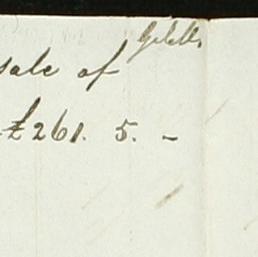 sale of
£261. 5. -